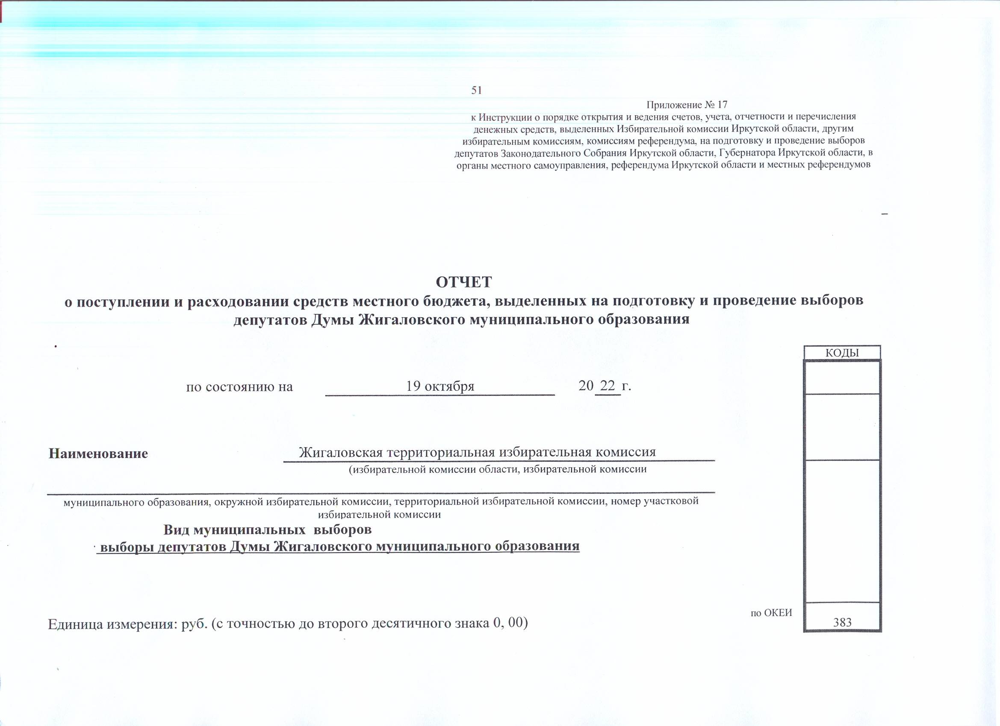 51
Приложение № 17
к Инструкции о порядке открытия и ведения счетов, учета, отчетности и перечисления
денежных средств, выделенных Избирательной комиссии Иркутской области, другим
избирательным комиссиям, комиссиям референдума, на подготовку и проведение выборов
депутатов Законодательного Собрания Иркутской области, Губернатора Иркутской области, в
органы местного самоуправления, референдума Иркутской области и местных референдумов
ОТЧЕТ
о поступлении и расходовании средств местного бюджета, выделенных на подготовку и проведение выборов
депутатов Думы Жигаловского муниципального образования
КОДЫ
по состоянию на 19 октября 20 22 г.
Наименование Жигаловская территориальная избирательная комиссия
(избирательной комиссии области, избирательной комиссии
муниципального образования, окружной избирательной комиссии, территориальной избирательной комиссии, номер участковой
избирательной комиссии
Вид муниципальных выборов
выборы депутатов Думы Жигаловского муниципального образования
по ОКЕИ 383
Единица измерения: руб. (с точностью до второго десятичного знака 0, 00)